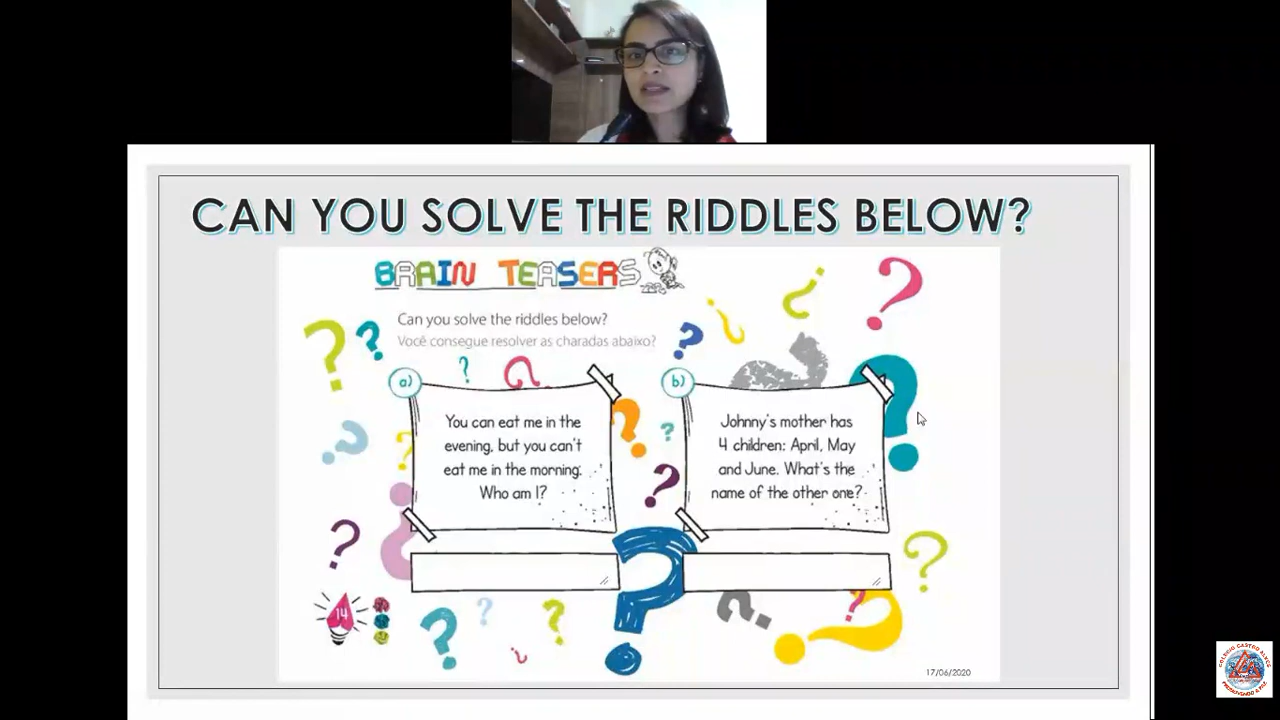 CAN YOU SOLVE THE RIDDLES BELOW?
BRAIN TEASERS
Can you solve the riddles below?
Você consegue resolver as charadas abaixo?
a)
You can eat me in the
evening, but you can't
eat me in the morning.
Who am I?
b)
Johnny's mother has
4 children: April, May
and June. What's the
name of the other one?
14
17/06/2020
COLÉGIO CASTRO ALVES